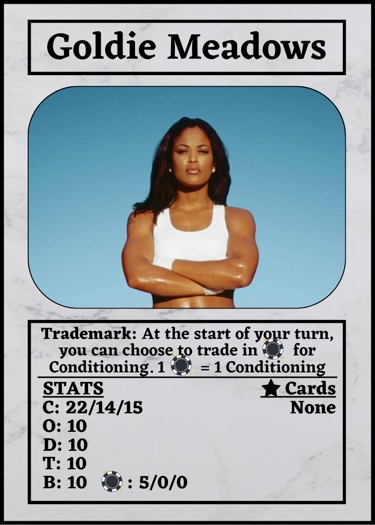 Goldie Meadows
Trademark: At the start of your turn,
you can choose to trade in for
Conditioning. 1 = 1 Conditioning
STATS ★ Cards
C: 22/14/15 None
O: 10
D: 10
T: 10
B: 10 : 5/0/0